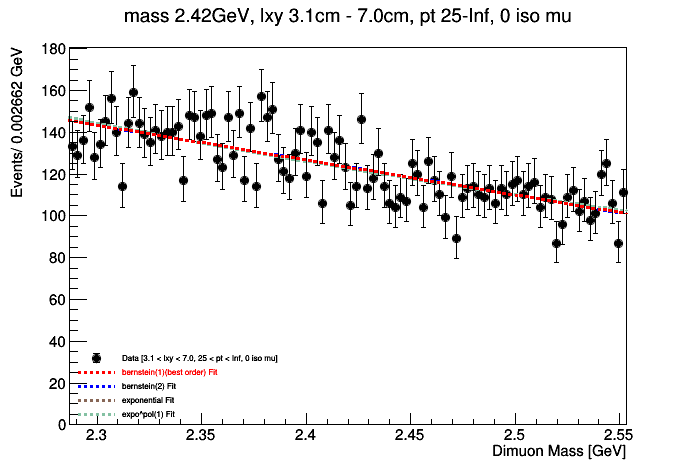 mass 2.42GeV, lxy 3.1cm - 7.0cm, pt 25-Inf, 0 iso mu
Events/ 0.002662 GeV
180
160
140
120
100
80
60
40
20
0
Data [3.1 < lxy < 7.0, 25 < pt < Inf, 0 iso mu]
bernstein(1)(best order) Fit
bernstein(2) Fit
exponential Fit
expo^pol(1) Fit
2.3 2.35 2.4 2.45 2.5 2.55
Dimuon Mass [GeV]